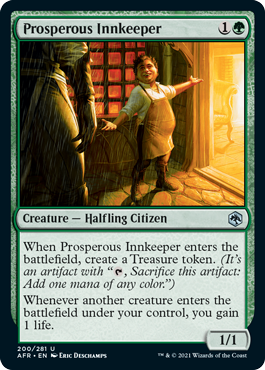 Prosperous Innkeeper 1
Creature — Halfling Citizen
When Prosperous Innkeeper enters the
battlefield, create a Treasure token. (It's
an artifact with “, Sacrifice this artifact:
Add one mana of any color.”)
Whenever another creature enters the
battlefield under your control, you gain
1 life.
1/1
200/281 U
AFR • EN Eric Deschamps ™ & © 2021 Wizards of the Coast